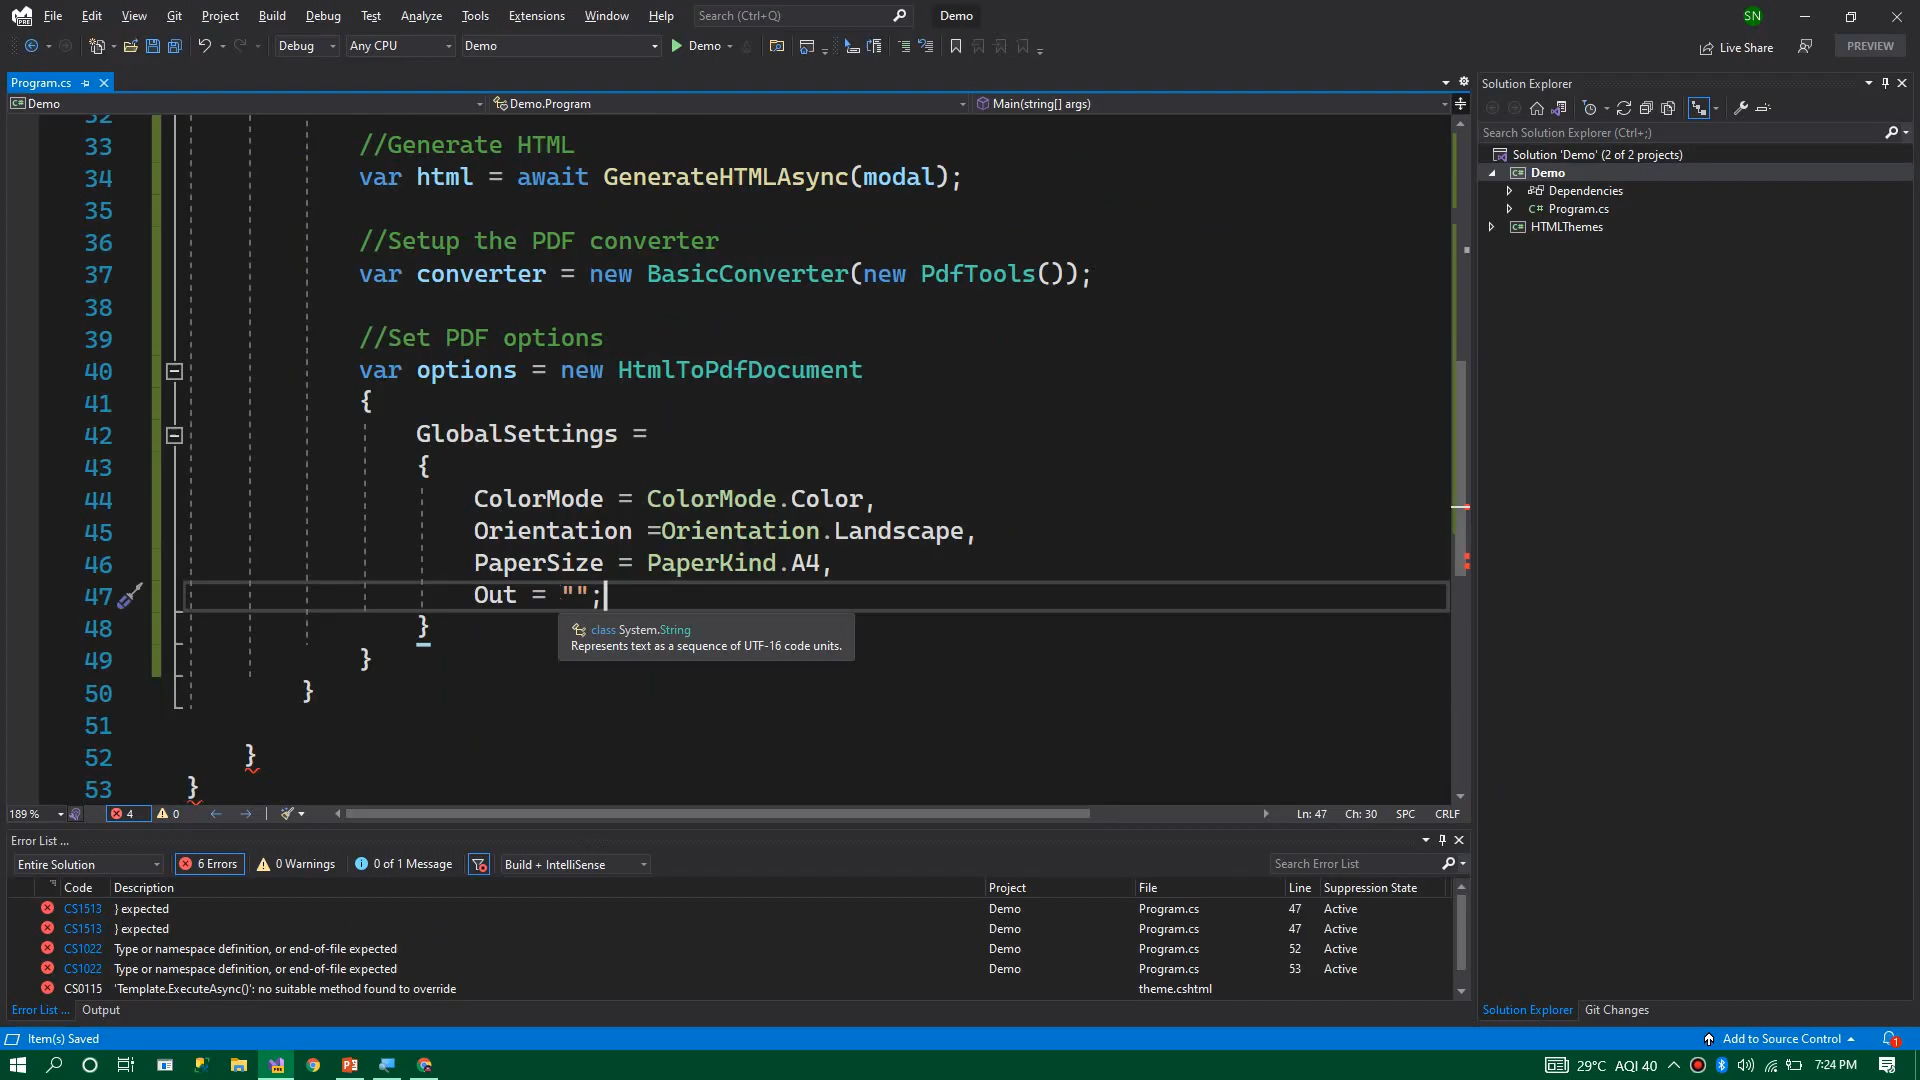 File Edit View Git Project Build Debug Test Analyze Tools Extensions Window Help Search (Ctrl+Q) Demo SN
Debug Any CPU Demo Demo Live Share PREVIEW
Program.cs
Demo Demo.Program Main(string[] args)
32
33 //Generate HTML
34 var html = await GenerateHTMLAsync(modal);
35
36 //Setup the PDF converter
37 var converter = new BasicConverter(new PdfTools());
38
39 //Set PDF options
40 var options = new HtmlToPdfDocument
41 {
42 GlobalSettings =
43 {
44 ColorMode = ColorMode.Color,
45 Orientation =Orientation.Landscape,
46 PaperSize = PaperKind.A4,
47 Out = "";
class System.String
Represents text as a sequence of UTF-16 code units.
48 }
49 }
50 }
51
52 }
53 }
189 % 4 0 Ln: 47 Ch: 30 SPC CRLF
Error List ...
Entire Solution 6 Errors 0 Warnings 0 of 1 Message Build + IntelliSense Search Error List
Code Description Project File Line Suppression State
CS1513 } expected Demo Program.cs 47 Active
CS1513 } expected Demo Program.cs 47 Active
CS1022 Type or namespace definition, or end-of-file expected Demo Program.cs 52 Active
CS1022 Type or namespace definition, or end-of-file expected Demo Program.cs 53 Active
CS0115 'Template.ExecuteAsync()': no suitable method found to override theme.cshtml
Error List ... Output
Solution Explorer
Search Solution Explorer (Ctrl+;)
Solution 'Demo' (2 of 2 projects)
Demo
Dependencies
C# Program.cs
HTMLThemes
Solution Explorer Git Changes
Item(s) Saved Add to Source Control 1
29°C AQI 40 7:24 PM